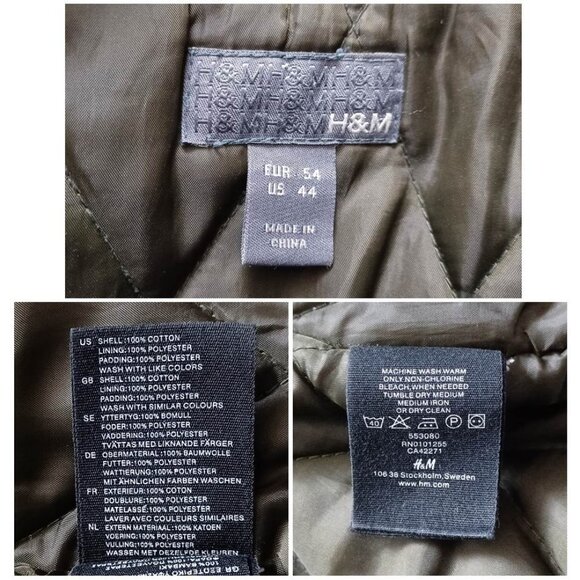 H&MH&MH&M
H&MH&MH&M
H&MH&M H&M
EUR 54
US 44
MADE IN
CHINA
US SHELL:100% COTTON
LINING:100% POLYESTER
PADDING:100% POLYESTER
WASH WITH LIKE COLORS
GB SHELL:100% COTTON
LINING:100% POLYESTER
PADDING:100% POLYESTER
WASH WITH SIMILAR COLOURS
SE YTTERTYG:100% BOMULL
FODER:100% POLYESTER
VADDERING:100% POLYESTER
TVÄTTAS MED LIKNANDE FÄRGER
DE OBERMATERIAL:100% BAUMWOLLE
FUTTER:100% POLYESTER
WATTIERUNG:100% POLYESTER
MIT ÄHNLICHEN FARBEN WASCHEN
FR EXTERIEUR:100% COTON
DOUBLURE:100% POLYESTER
MATELAS:100% POLYESTER
LAVER AVEC COULEURS SIMILAIRES
NL EXTERN MATERIAAL:100% KATOEN
VOERING:100% POLYESTER
VULLING:100% POLYESTER
WASSEN MET DEZELFDE KLEUREN
GR ΕΞΩΤΕΡΙΚΟ
100% ΒΑΜΒΑΚΙ
MACHINE WASH WARM
ONLY NON-CHLORINE
BLEACH, WHEN NEEDED
TUMBLE DRY MEDIUM
MEDIUM IRON
OR DRY CLEAN
40 P
553080
RN0101255
CA42271
H&M
106 38 Stockholm, Sweden
www.hm.com